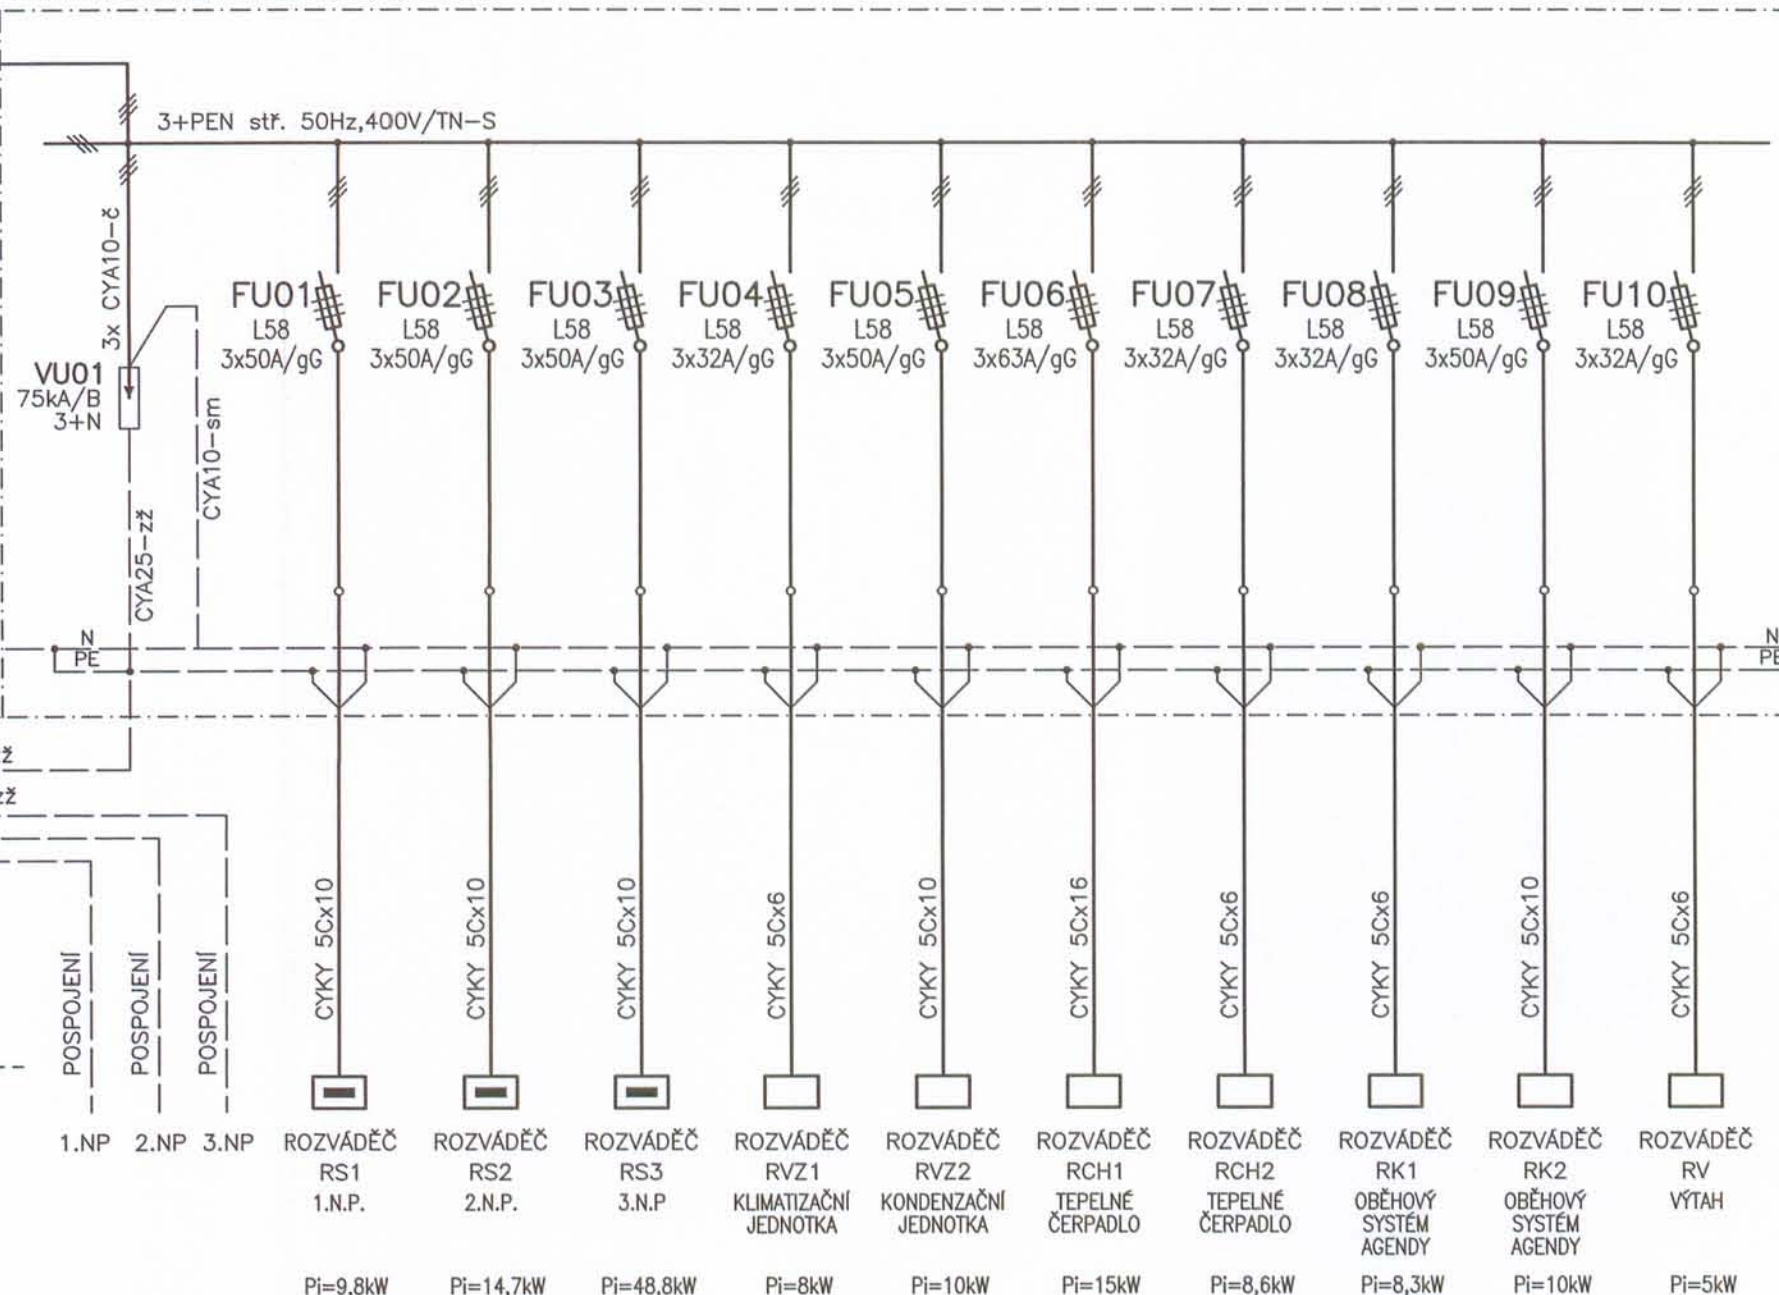 3+PEN stř. 50Hz,400V/TN-S
3x CYA10-č
FU01
L58
3x50A/gG
FU02
L58
3x50A/gG
FU03
L58
3x50A/gG
FU04
L58
3x32A/gG
FU05
L58
3x50A/gG
FU06
L58
3x63A/gG
FU07
L58
3x32A/gG
FU08
L58
3x32A/gG
FU09
L58
3x50A/gG
FU10
L58
3x32A/gG
VU01
75kA/B
3+N
CYA10-sm
CYA25-zž
N
PE
N
PE
ž
zž
POSPOJENÍ
POSPOJENÍ
POSPOJENÍ
CYKY 5Cx10
CYKY 5Cx10
CYKY 5Cx10
CYKY 5Cx6
CYKY 5Cx10
CYKY 5Cx16
CYKY 5Cx6
CYKY 5Cx6
CYKY 5Cx10
CYKY 5Cx6
1.NP
2.NP
3.NP
ROZVÁDĚČ
RS1
1.N.P.
Pi=9,8kW
ROZVÁDĚČ
RS2
2.N.P.
Pi=14,7kW
ROZVÁDĚČ
RS3
3.N.P
Pi=48,8kW
ROZVÁDĚČ
RVZ1
KLIMATIZAČNÍ
JEDNOTKA
Pi=8kW
ROZVÁDĚČ
RVZ2
KONDENZAČNÍ
JEDNOTKA
Pi=10kW
ROZVÁDĚČ
RCH1
TEPELNÉ
ČERPADLO
Pi=15kW
ROZVÁDĚČ
RCH2
TEPELNÉ
ČERPADLO
Pi=8,6kW
ROZVÁDĚČ
RK1
OBĚHOVÝ
SYSTÉM
AGENDY
Pi=8,3kW
ROZVÁDĚČ
RK2
OBĚHOVÝ
SYSTÉM
AGENDY
Pi=10kW
ROZVÁDĚČ
RV
VÝTAH
Pi=5kW